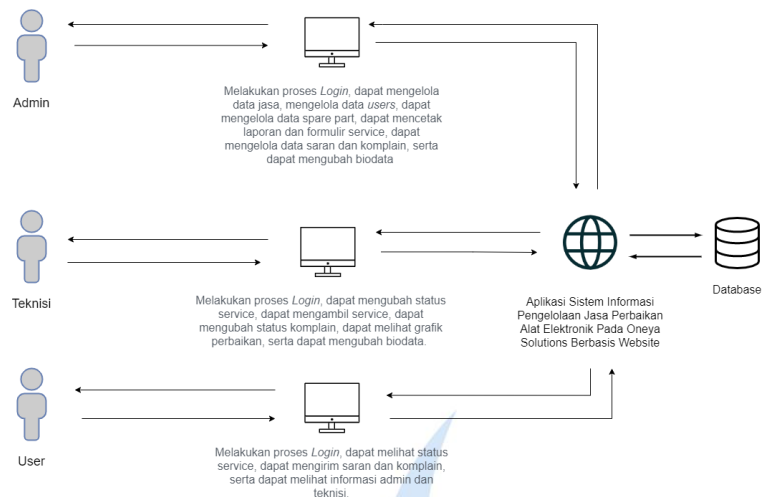 Admin
Melakukan proses Login, dapat mengelola
data jasa, mengelola data users, dapat
mengelola data spare part, dapat mencetak
laporan dan formulir service, dapat
mengelola data saran dan komplain, serta
dapat mengubah biodata
Teknisi
Melakukan proses Login, dapat mengubah status
service, dapat mengambil service, dapat
mengubah status komplain, dapat melihat grafik
perbaikan, serta dapat mengubah biodata.
Aplikasi Sistem Informasi
Pengelolaan Jasa Perbaikan
Alat Elektronik Pada Oneya
Solutions Berbasis Website
Database
User
Melakukan proses Login, dapat melihat status
service, dapat mengirim saran dan komplain,
serta dapat melihat informasi admin dan
teknisi.